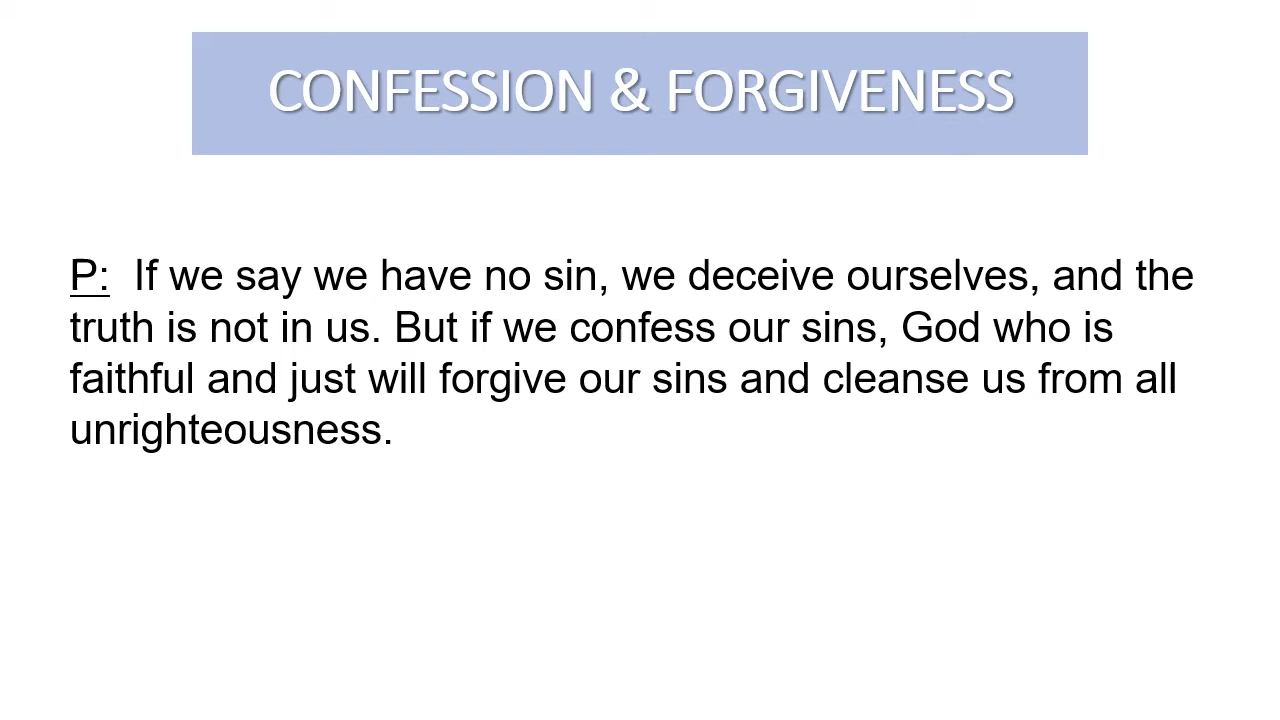 CONFESSION & FORGIVENESS
P: If we say we have no sin, we deceive ourselves, and the
truth is not in us. But if we confess our sins, God who is
faithful and just will forgive our sins and cleanse us from all
unrighteousness.